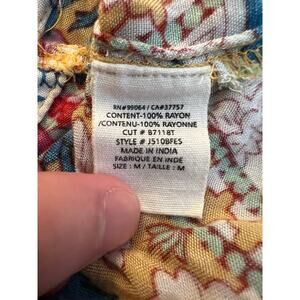 RN#99064 / CA#37757
CONTENT-100% RAYON
/CONTENU-100% RAYONNE
CUT # B7118T
STYLE # J510BFES
MADE IN INDIA
FABRIQUE EN INDE
SIZE : M / TAILLE : M